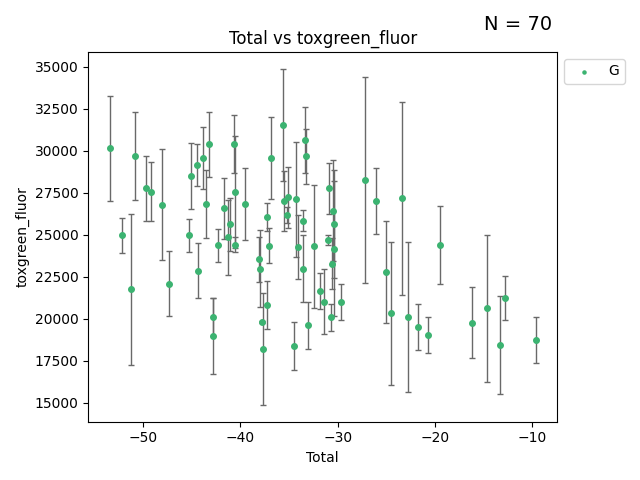 N = 70
Total vs toxgreen_fluor
G
toxgreen_fluor
35000
32500
30000
27500
25000
22500
20000
17500
15000
−50 −40 −30 −20 −10
Total